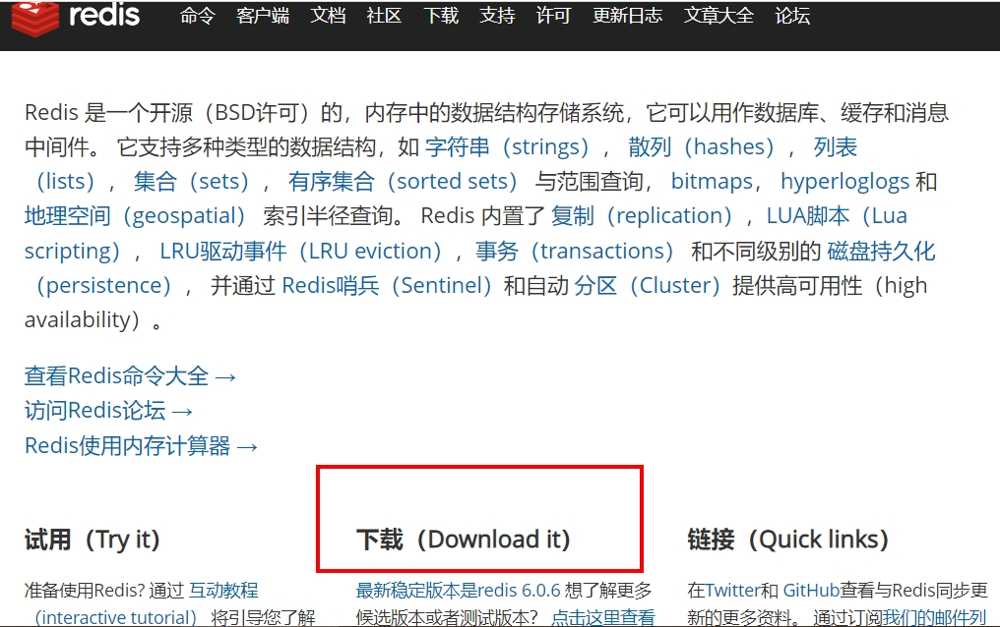 redis 命令 客户端 文档 社区 下载 支持 许可 更新日志 文章大全 论坛
Redis 是一个开源（BSD许可）的，内存中的数据结构存储系统，它可以用作数据库、缓存和消息
中间件。 它支持多种类型的数据结构，如 字符串（strings）， 散列（hashes）， 列表
（lists）， 集合（sets）， 有序集合（sorted sets） 与范围查询， bitmaps， hyperloglogs 和
地理空间（geospatial） 索引半径查询。 Redis 内置了 复制（replication），LUA脚本（Lua
scripting）， LRU驱动事件（LRU eviction），事务（transactions） 和不同级别的 磁盘持久化
（persistence）， 并通过 Redis哨兵（Sentinel）和自动 分区（Cluster）提供高可用性（high
availability）。
查看Redis命令大全 →
访问Redis论坛 →
Redis使用内存计算器 →
试用（Try it）
准备使用Redis? 通过 互动教程
（interactive tutorial） 将引导您了解
下载（Download it）
最新稳定版本是redis 6.0.6 想了解更多
候选版本或者测试版本？ 点击这里查看
链接（Quick links）
在Twitter和 GitHub查看与Redis同步更
新的更多资料。 通过订阅我们的邮件列